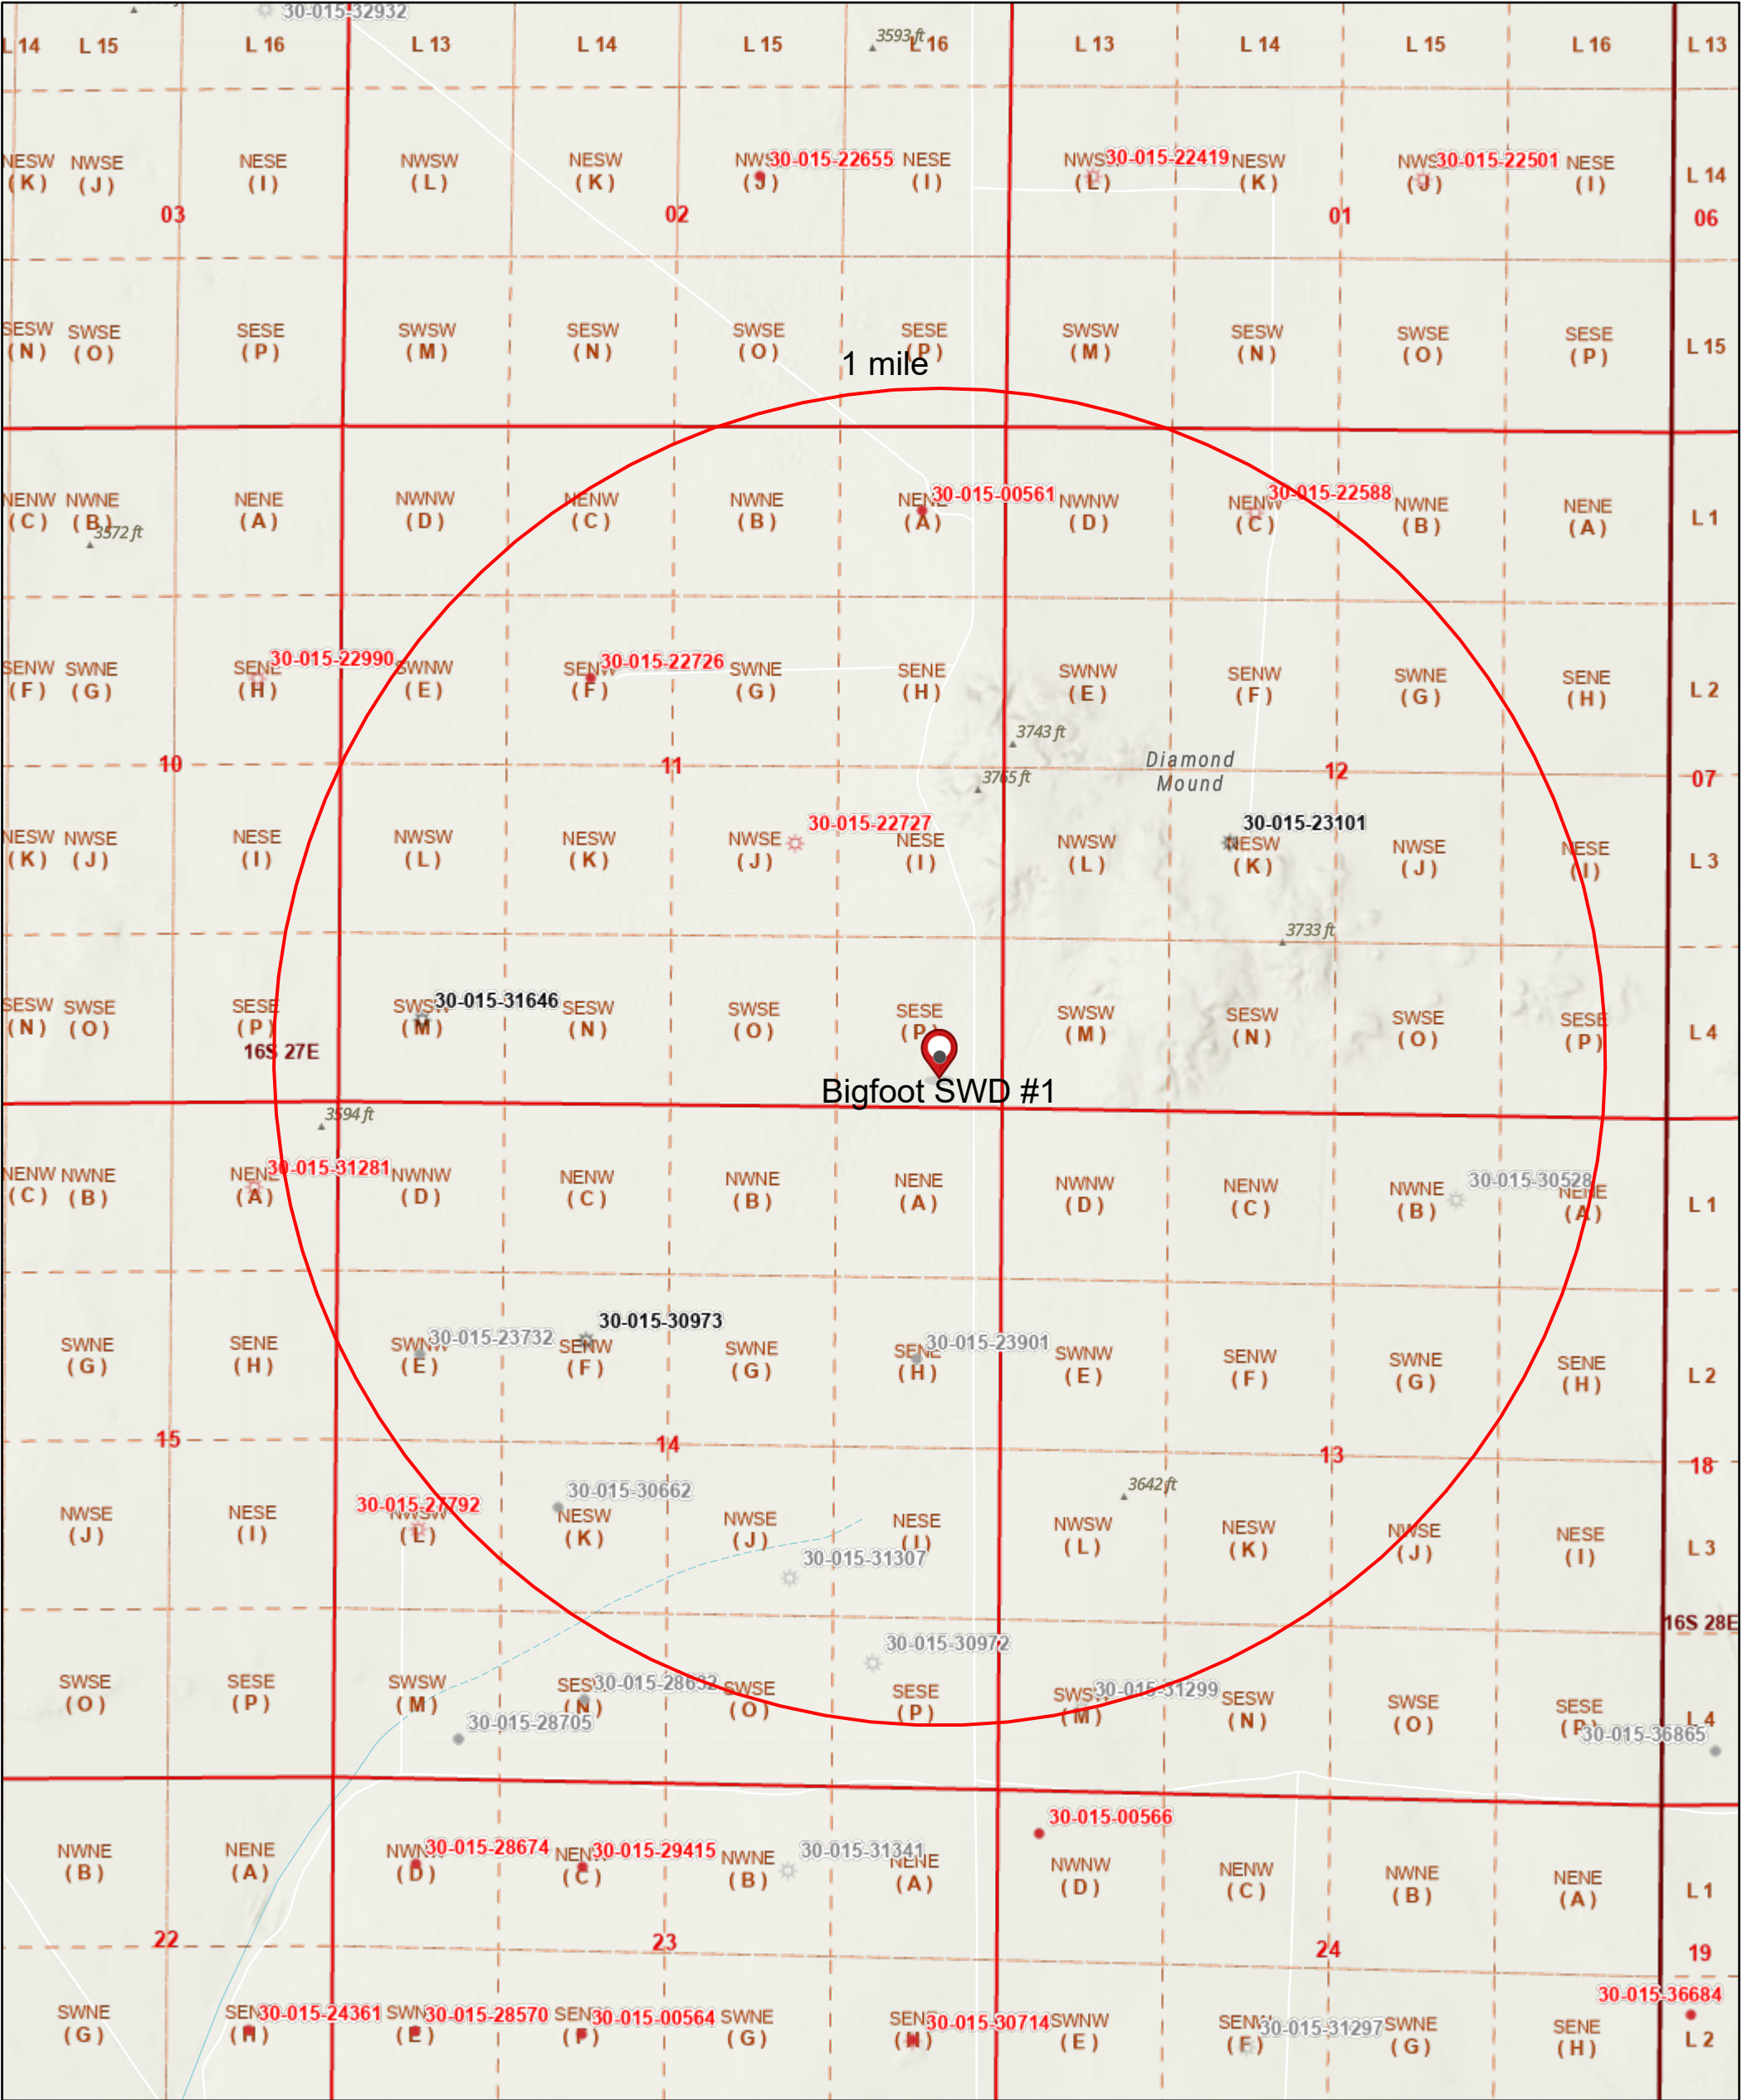 30-015-32932
L 14 L 15 L 16 L 13 L 14 L 15 3593 ft L 16 L 13 L 14 L 15 L 16 L 13
NESW NWSE NESE NWSW NESW NWS 30-015-22655 NESE NWS 30-015-22419 NESW NWS 30-015-22501 NESE
(K) (J) (I) (L) (K) (J) (I) (L) (K) (J) (I) L 14
03 02 01 06
SESW SWSE SESE SWSW SESW SWSE SESE SWSW SESW SWSE SESE
(N) (O) (P) (M) (N) (O) (P) (M) (N) (O) (P) L 15
1 mile
NENW NWNE NENE NWNW NENW NWNE NENE 30-015-00561 NWNW NENW 30-015-22588 NWNE NENE
(C) (B) (A) (D) (C) (B) (A) (D) (C) (B) (A) L 1
3572 ft
SENW SWNE SENE 30-015-22990 SWNW SENW 30-015-22726 SWNE SENE SWNW SENW SWNE SENE
(F) (G) (H) (E) (F) (G) (H) (E) (F) (G) (H) L 2
3743 ft
Diamond
10 11 12 07
3765 ft Mound
30-015-22727 30-015-23101
NESW NWSE NESE NWSW NESW NWSE NESE NWSW NESW NWSE NESE
(K) (J) (I) (L) (K) (J) (I) (L) (K) (J) (I) L 3
3733 ft
SESW SWSE SESE SWSW 30-015-31646 SESW SWSE SESE SWSW SESW SWSE SESE
(N) (O) (P) (M) (N) (O) (P) (M) (N) (O) (P) L 4
16S 27E
Bigfoot SWD #1
3594 ft
NENW NWNE NENE 30-015-31281 NWNW NENW NWNE NENE NWNW NENW NWNE 30-015-30528 NENE
(C) (B) (A) (D) (C) (B) (A) (D) (C) (B) (A) L 1
SWNE SENE SWNW 30-015-23732 SENW 30-015-30973 SWNE SENE 30-015-23901 SWNW SENW SWNE SENE
(G) (H) (E) (F) (G) (H) (E) (F) (G) (H) L 2
15 14 13 18
3642 ft
30-015-27792 30-015-30662
NWSE NESE NWSW NESW NWSE NESE NWSW NESW NWSE NESE
(J) (I) (L) (K) (J) (I) (L) (K) (J) (I) L 3
30-015-31307
16S 28E
30-015-30972
SWSE SESE SWSW SES 30-015-28632 SWSE SESE SWSW 30-015-31299 SESW SWSE SESE
(O) (P) (M) (N) (O) (P) (M) (N) (O) (P) L 4
30-015-28705 30-015-36865
30-015-00566
NWNE NENE NWN 30-015-28674 NEN 30-015-29415 NWNE 30-015-31341 NENE NWNW NENW NWNE NENE
(B) (A) (D) (C) (B) (A) (D) (C) (B) (A) L 1
22 23 24 19
30-015-36684
SWNE SEN 30-015-24361 SWN 30-015-28570 SEN 30-015-00564 SWNE SEN 30-015-30714 SWNW SENW 30-015-31297 SWNE SENE
(G) (H) (E) (F) (G) (H) (E) (F) (G) (H) L 2